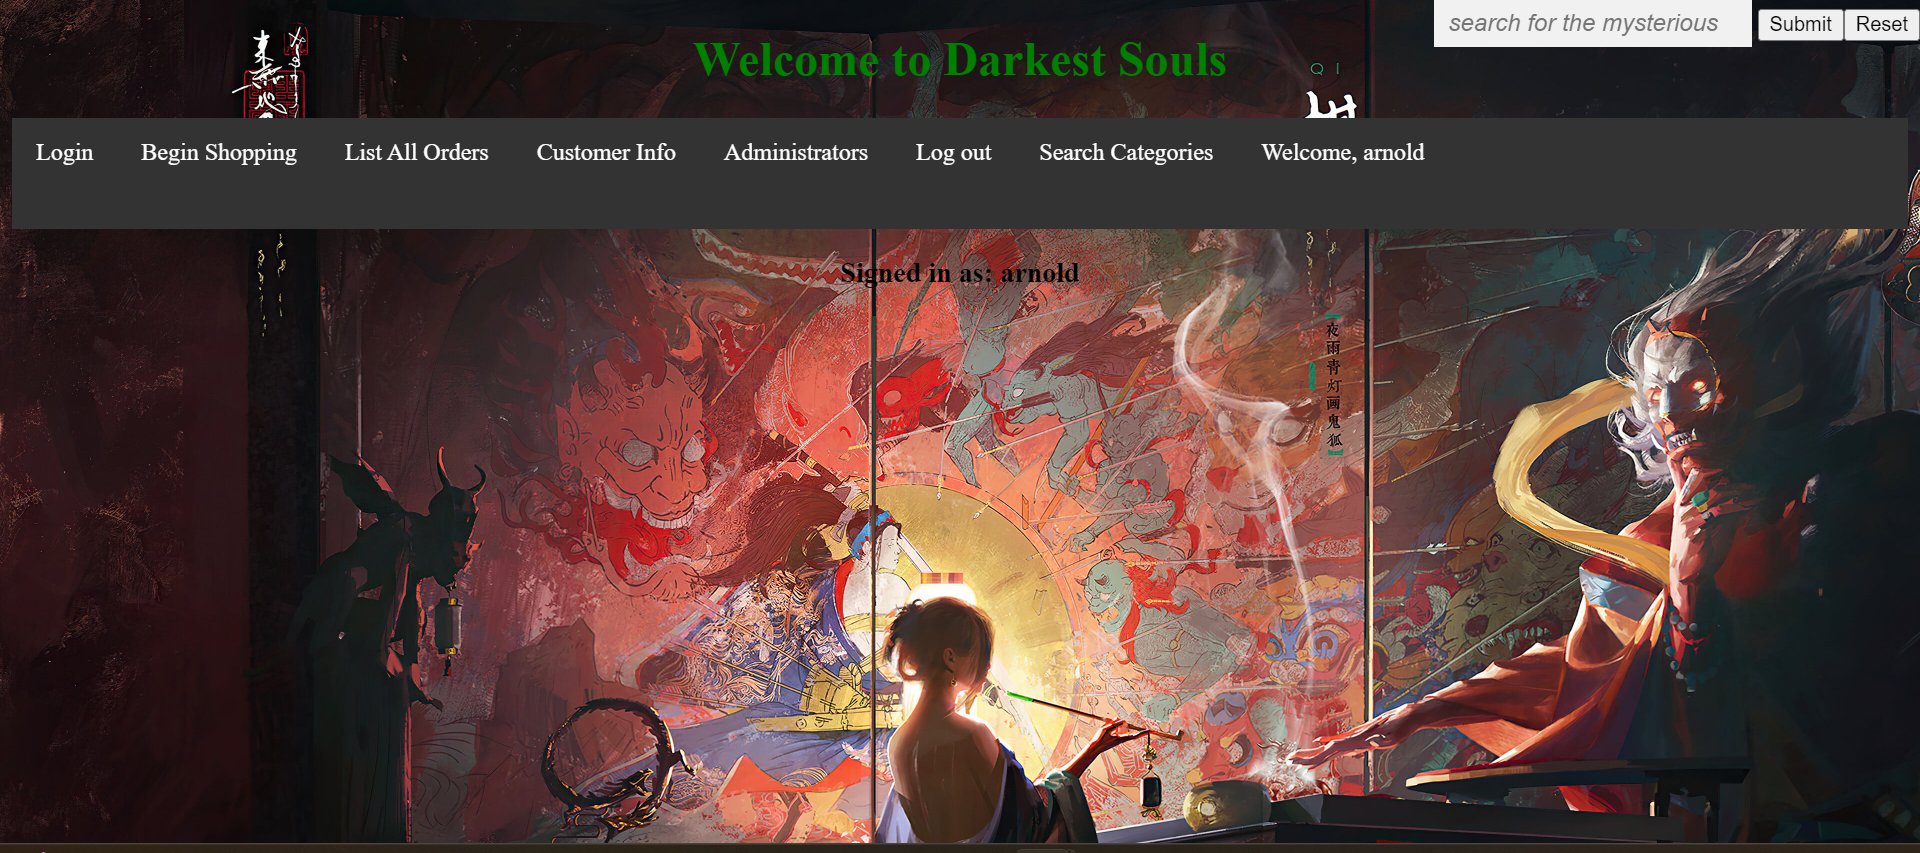 search for the mysterious Submit Reset
Welcome to Darkest Souls
QI
Login Begin Shopping List All Orders Customer Info Administrators Log out Search Categories Welcome, arnold
Signed in as: arnold
夜雨青灯画鬼狐